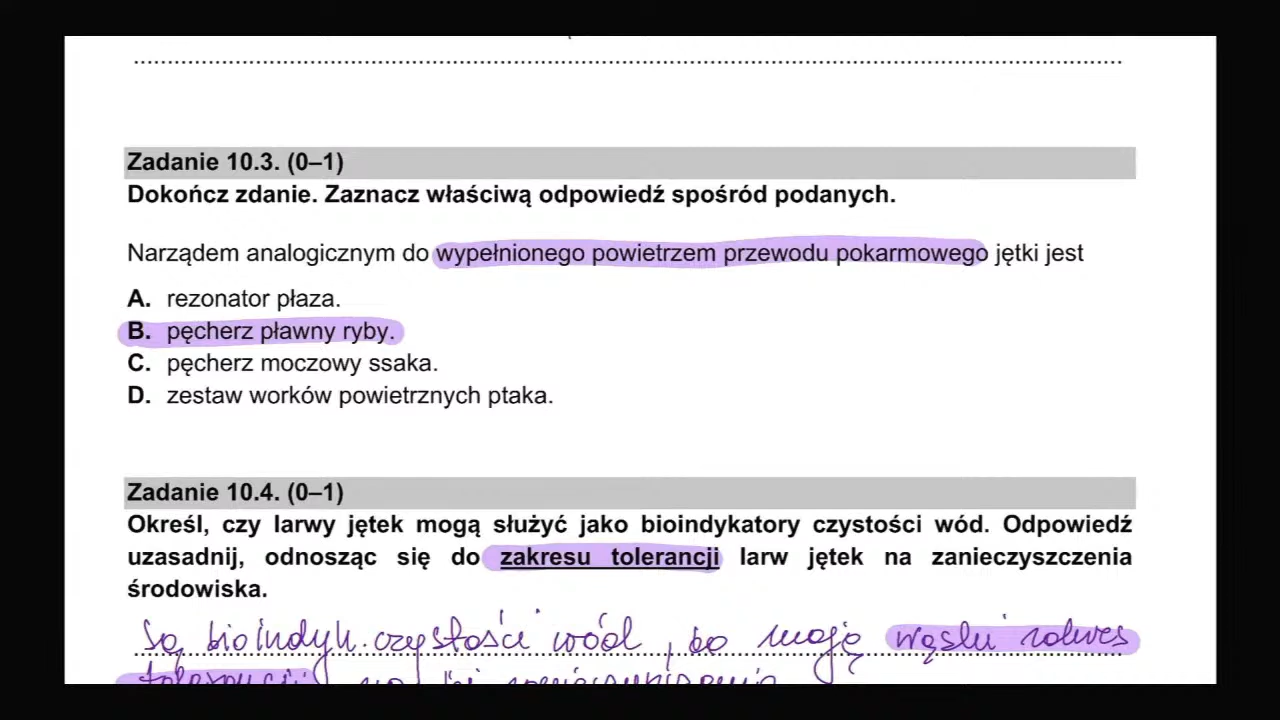 Zadanie 10.3. (0–1)
Dokończ zdanie. Zaznacz właściwą odpowiedź spośród podanych.
Narządem analogicznym do wypełnionego powietrzem przewodu pokarmowego jętki jest
A. rezonator płaza.
B. pęcherz pławny ryby.
C. pęcherz moczowy ssaka.
D. zestaw worków powietrznych ptaka.
Zadanie 10.4. (0–1)
Określ, czy larwy jętek mogą służyć jako bioindykatory czystości wód. Odpowiedź
uzasadnij, odnosząc się do zakresu tolerancji larw jętek na zanieczyszczenia
środowiska.
Są bioindyk. czystości wód, bo mają wąski zakres
tolerancji na